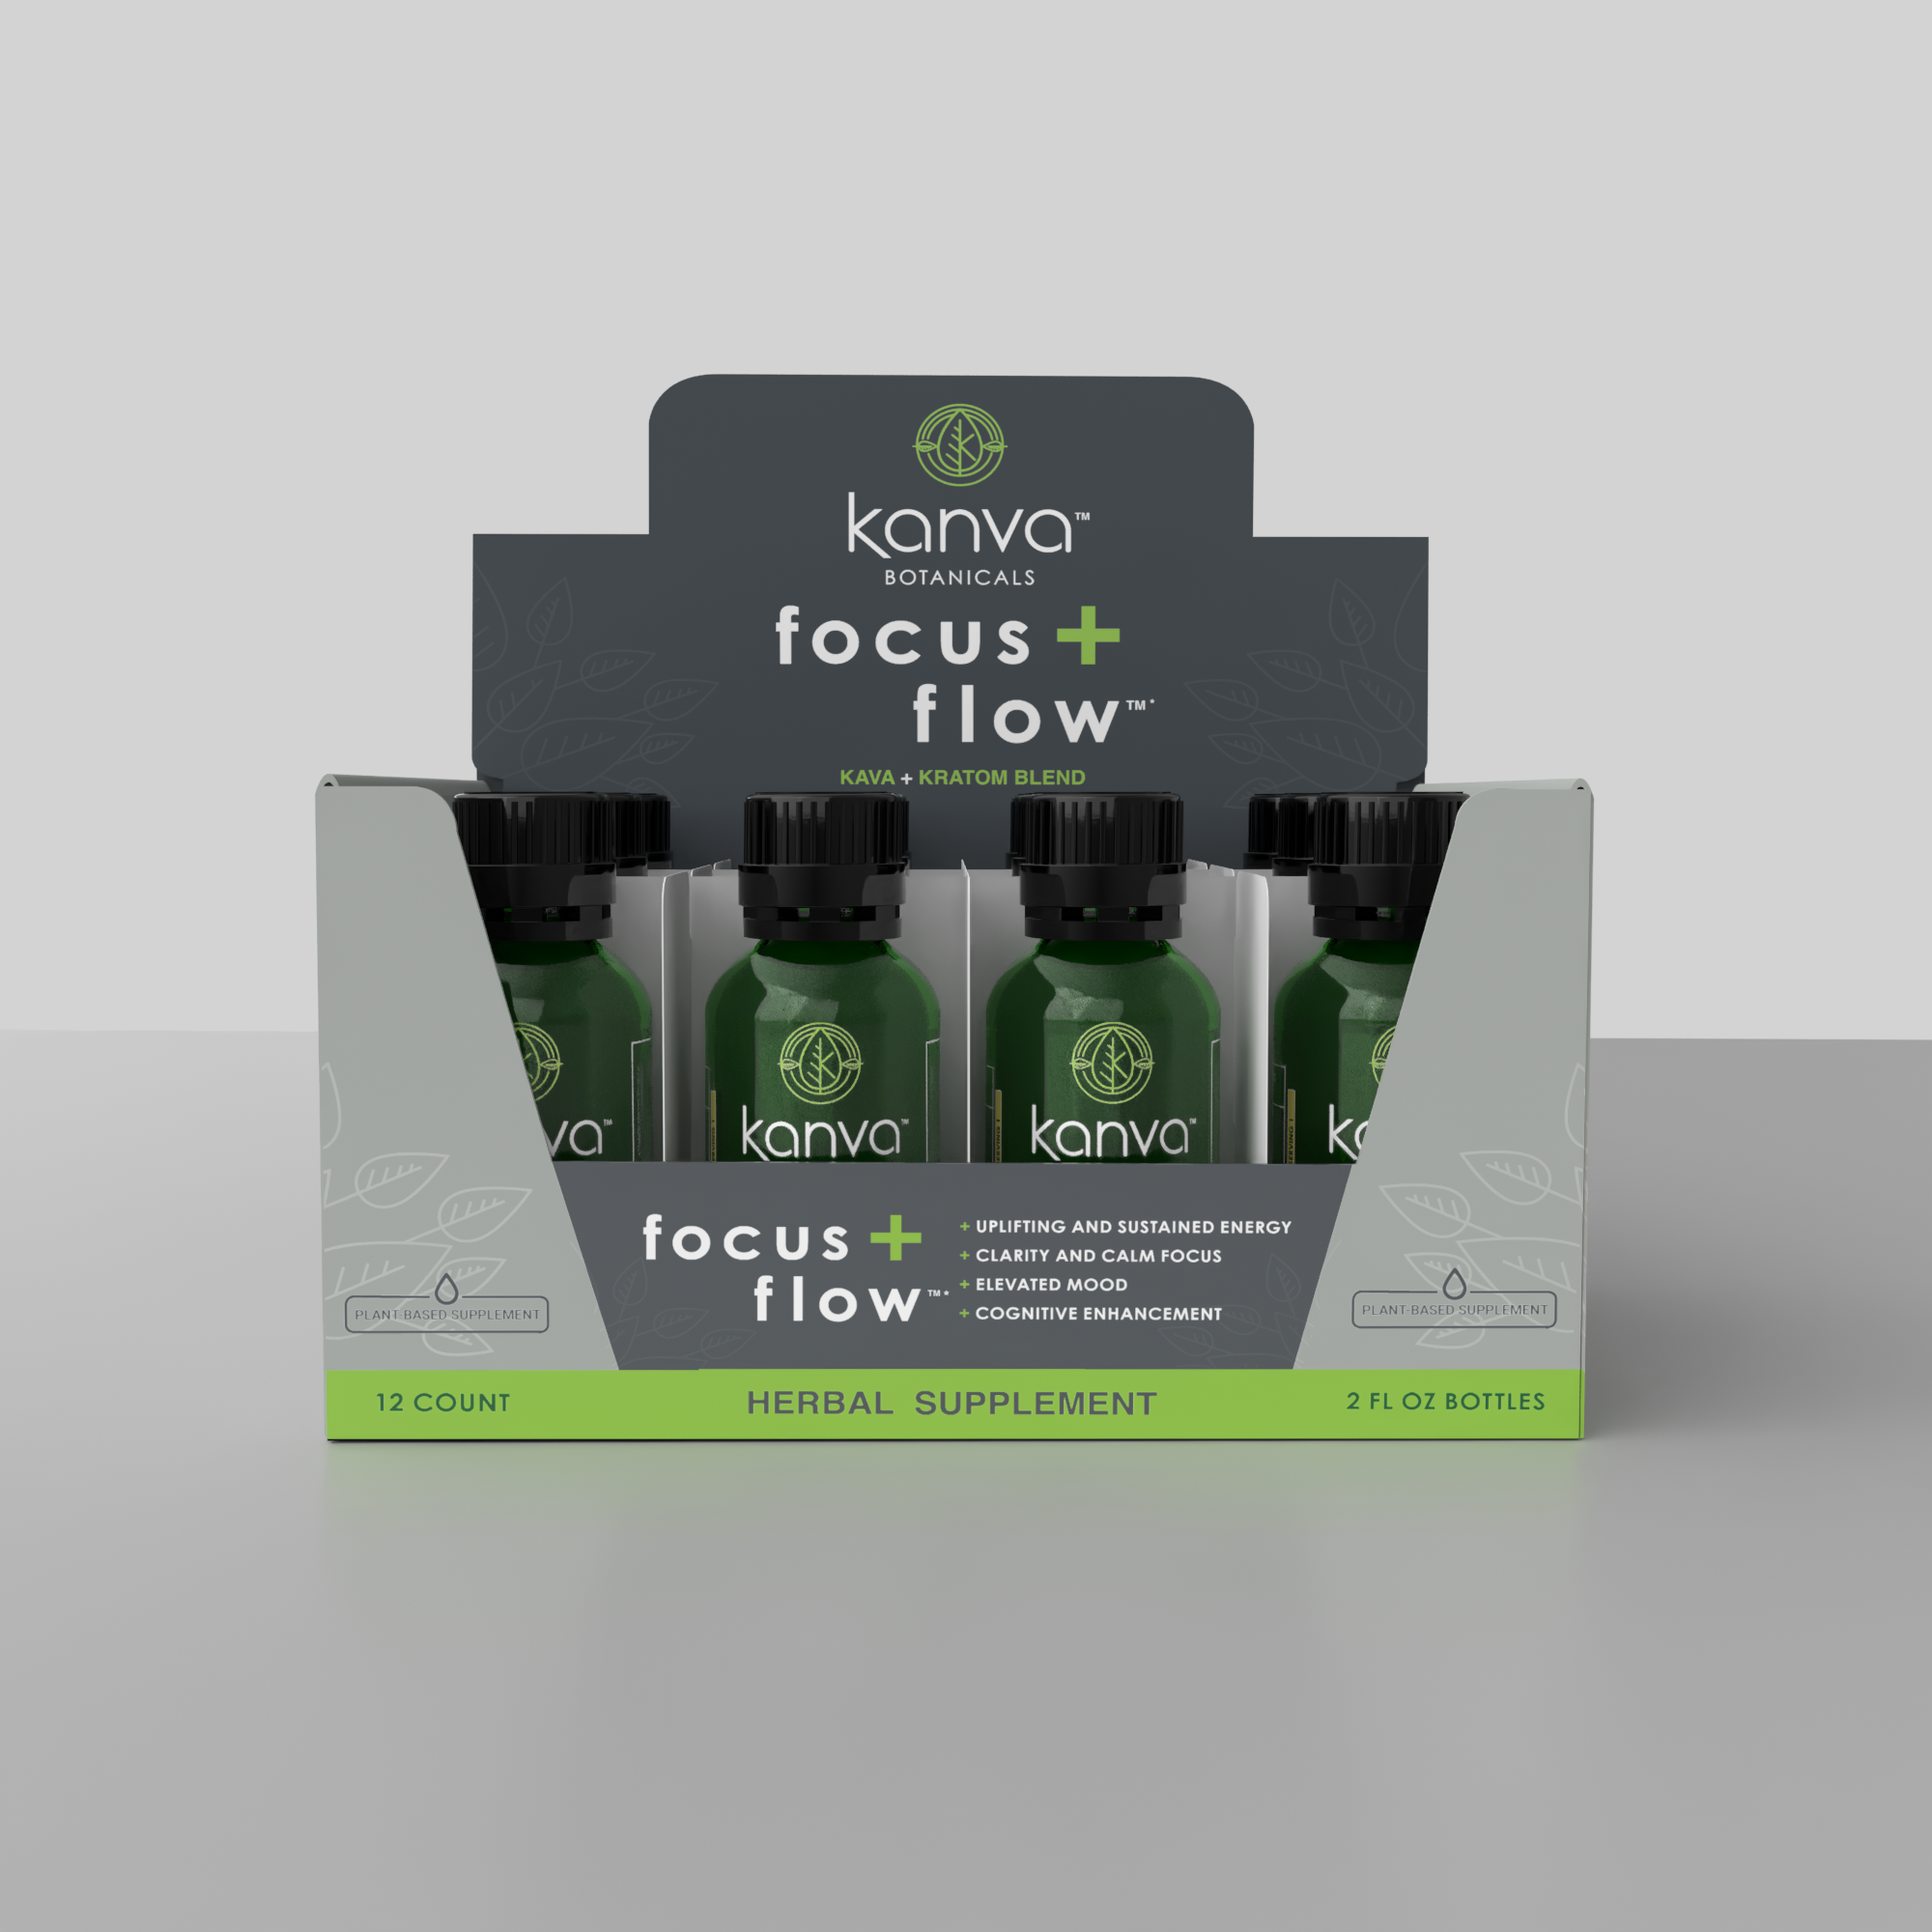 kanva™
BOTANICALS
focus +
flow™*
KAVA + KRATOM BLEND
va™
kanva™
kanva™
k
focus +
flow™*
+ UPLIFTING AND SUSTAINED ENERGY
+ CLARITY AND CALM FOCUS
+ ELEVATED MOOD
+ COGNITIVE ENHANCEMENT
PLANT-BASED SUPPLEMENT
PLANT-BASED SUPPLEMENT
12 COUNT
HERBAL SUPPLEMENT
2 FL OZ BOTTLES